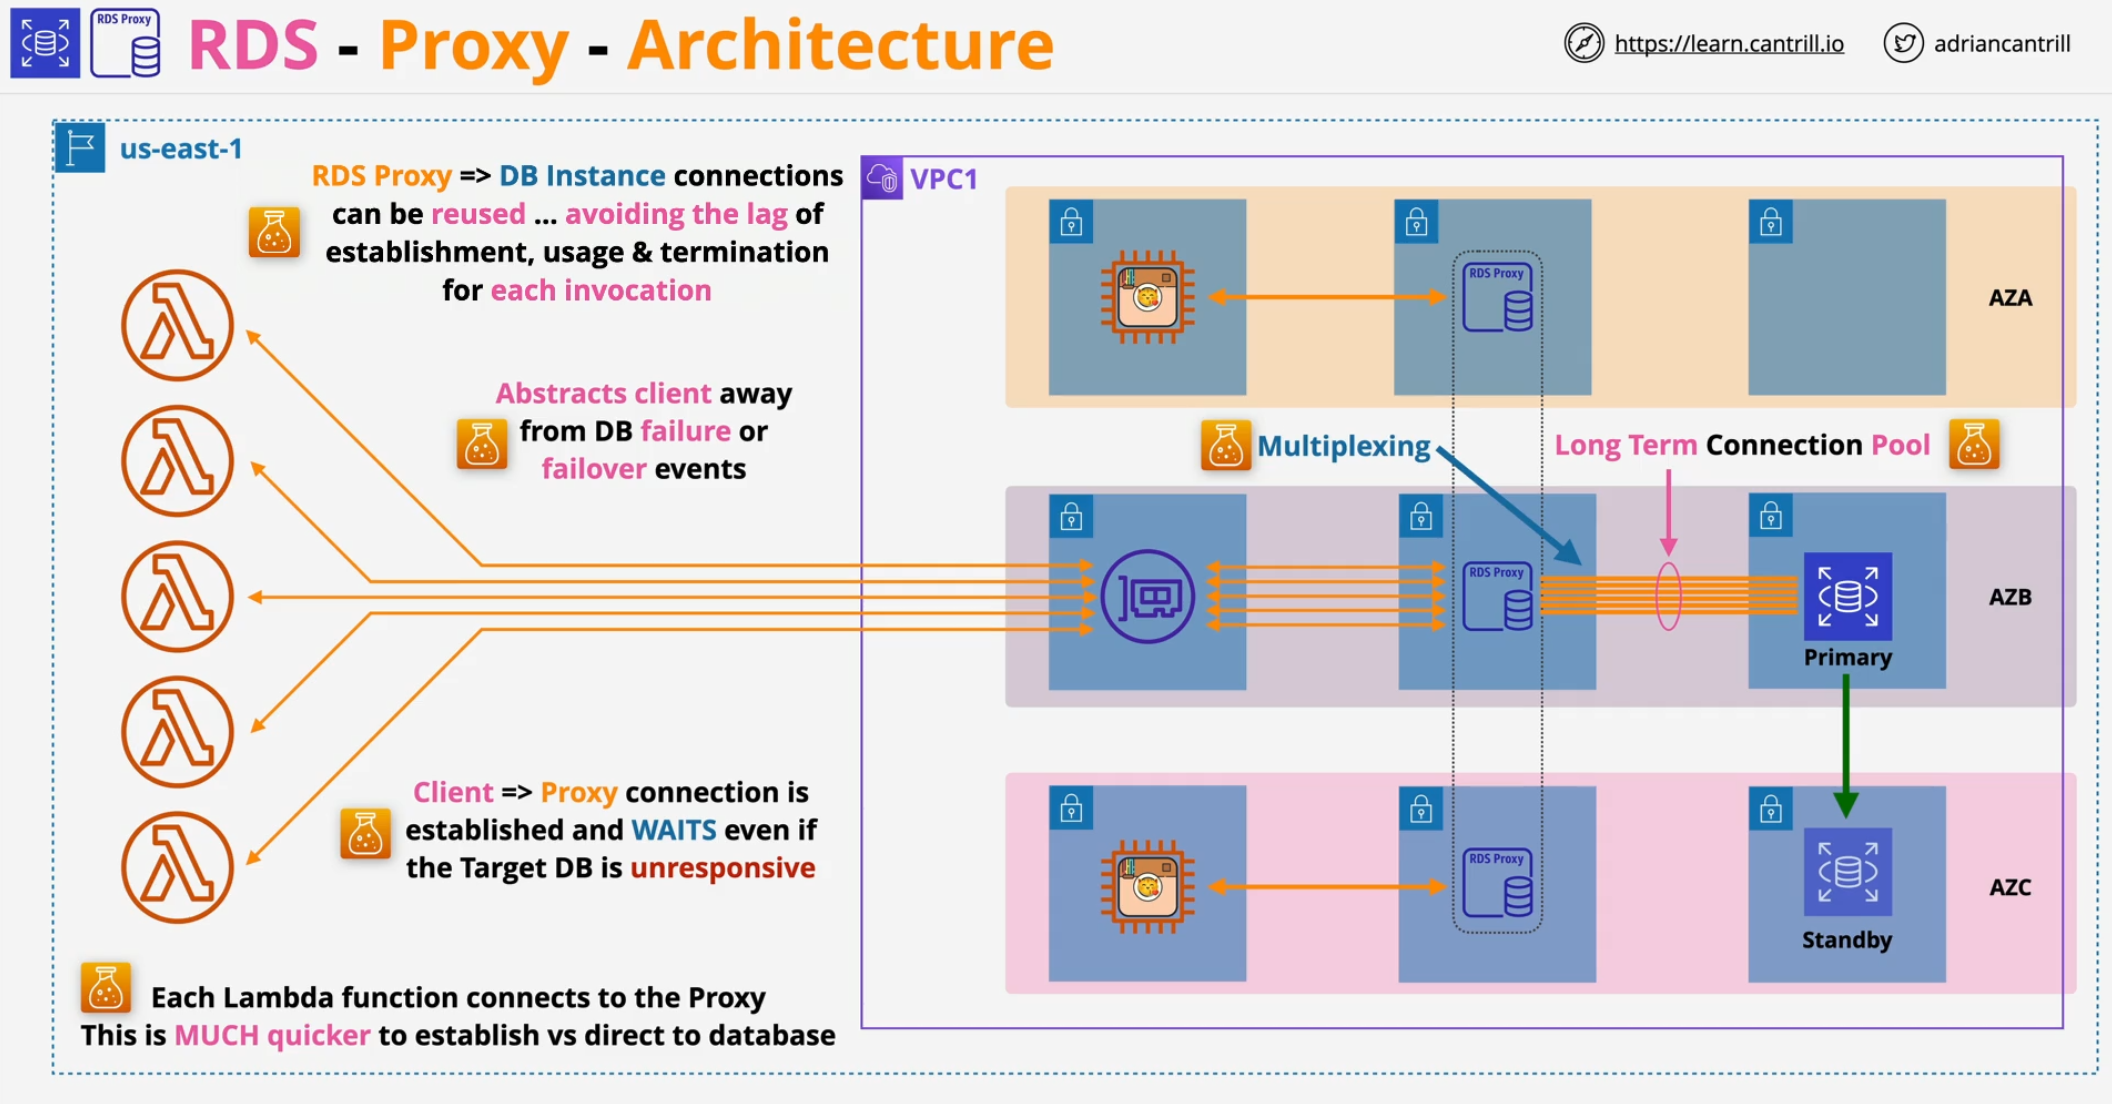 RDS Proxy
RDS - Proxy - Architecture
https://learn.cantrill.io
adriancantrill
us-east-1
RDS Proxy => DB Instance connections
can be reused ... avoiding the lag of
establishment, usage & termination
for each invocation
VPC1
RDS Proxy
AZA
Abstracts client away
from DB failure or
failover events
Multiplexing
Long Term Connection Pool
RDS Proxy
AZB
Primary
Client => Proxy connection is
established and WAITS even if
the Target DB is unresponsive
RDS Proxy
AZC
Standby
Each Lambda function connects to the Proxy
This is MUCH quicker to establish vs direct to database